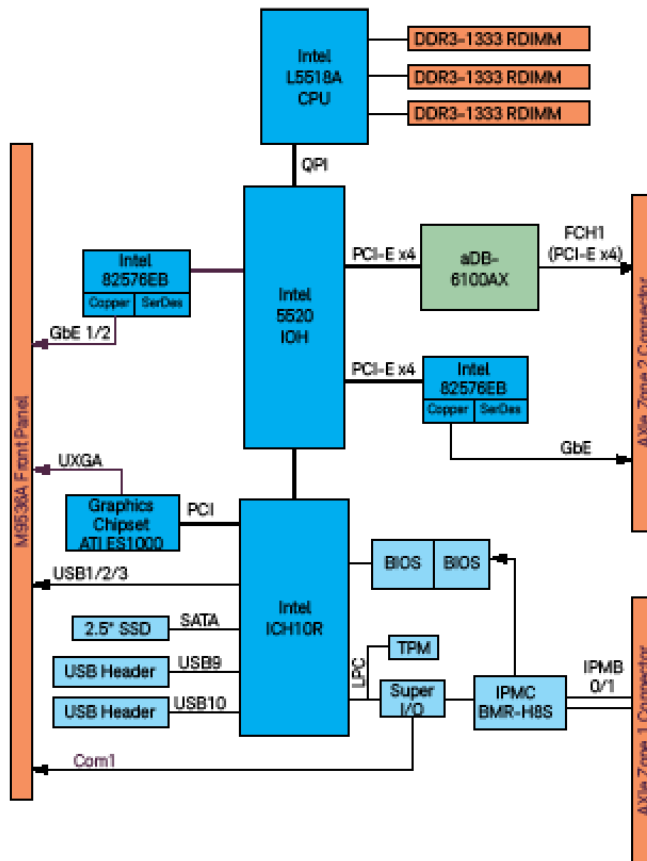 Intel
L5518A
CPU
DDR3-1333 RDIMM
DDR3-1333 RDIMM
DDR3-1333 RDIMM
QPI
M9536A Front Panel
Intel
82576EB
Copper
SerDes
GbE 1/2
Intel
5520
IOH
PCI-E x4
aDB-
6100AX
FCH1
(PCI-E x4)
AXIe Zone 2 Connector
PCI-E x4
Intel
82576EB
Copper
SerDes
GbE
UXGA
Graphics
Chipset
ATI ES1000
PCI
USB1/2/3
Intel
ICH10R
BIOS
BIOS
2.5" SSD
SATA
USB Header
USB9
USB Header
USB10
LPC
TPM
Super
I/O
IPMC
BMR-H8S
IPMB
0/1
AXIe Zone 1 Connector
Com1